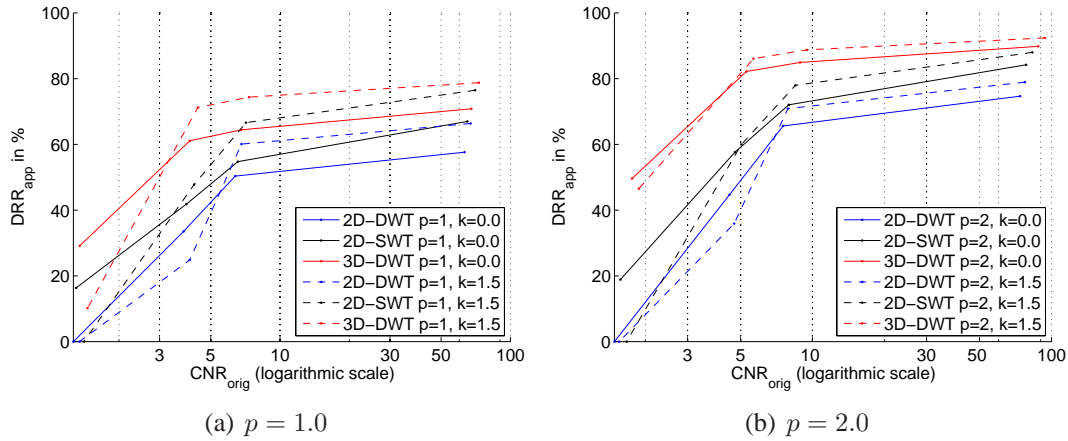 100
80
60
40
20
0
DRR_app in %
3 5 10 30 50 100
CNR_orig (logarithmic scale)
2D−DWT p=1, k=0.0
2D−SWT p=1, k=0.0
3D−DWT p=1, k=0.0
2D−DWT p=1, k=1.5
2D−SWT p=1, k=1.5
3D−DWT p=1, k=1.5
(a) p = 1.0
100
80
60
40
20
0
DRR_app in %
3 5 10 30 50 100
CNR_orig (logarithmic scale)
2D−DWT p=2, k=0.0
2D−SWT p=2, k=0.0
3D−DWT p=2, k=0.0
2D−DWT p=2, k=1.5
2D−SWT p=2, k=1.5
3D−DWT p=2, k=1.5
(b) p = 2.0